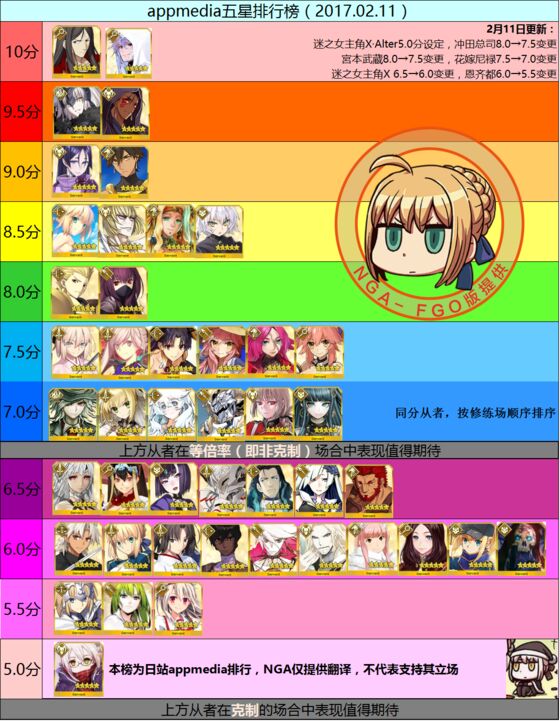 appmedia五星排行榜（2017.02.11）
10分
2月11日更新：
迷之女主角X·Alter5.0分设定，冲田总司8.0→7.5变更
宫本武藏8.0→7.5变更，花嫁尼禄7.5→7.0变更
迷之女主角X 6.5→6.0变更，恩齐都6.0→5.5变更
9.5分
9.0分
8.5分
NGA－FGO版提供
8.0分
7.5分
7.0分
同分从者，按修炼场顺序排序
上方从者在等倍率（即非克制）场合中表现值得期待
6.5分
6.0分
5.5分
5.0分
本榜为日站appmedia排行，NGA仅提供翻译，不代表支持其立场
上方从者在克制的场合中表现值得期待